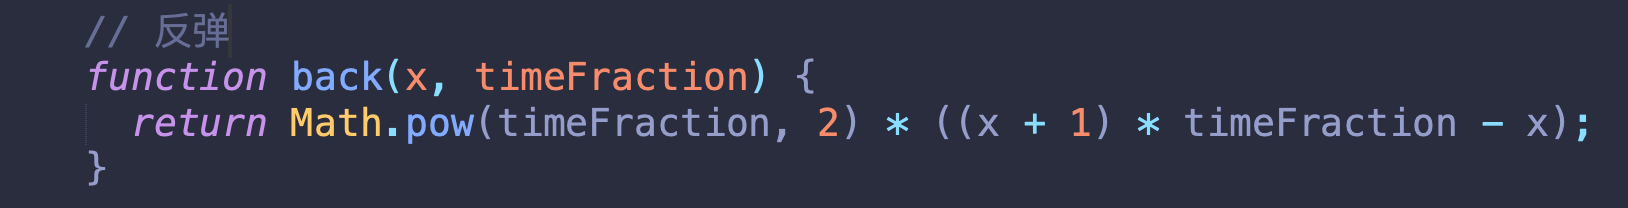 // 反弹
function back(x, timeFraction) {
  return Math.pow(timeFraction, 2) * ((x + 1) * timeFraction - x);
}